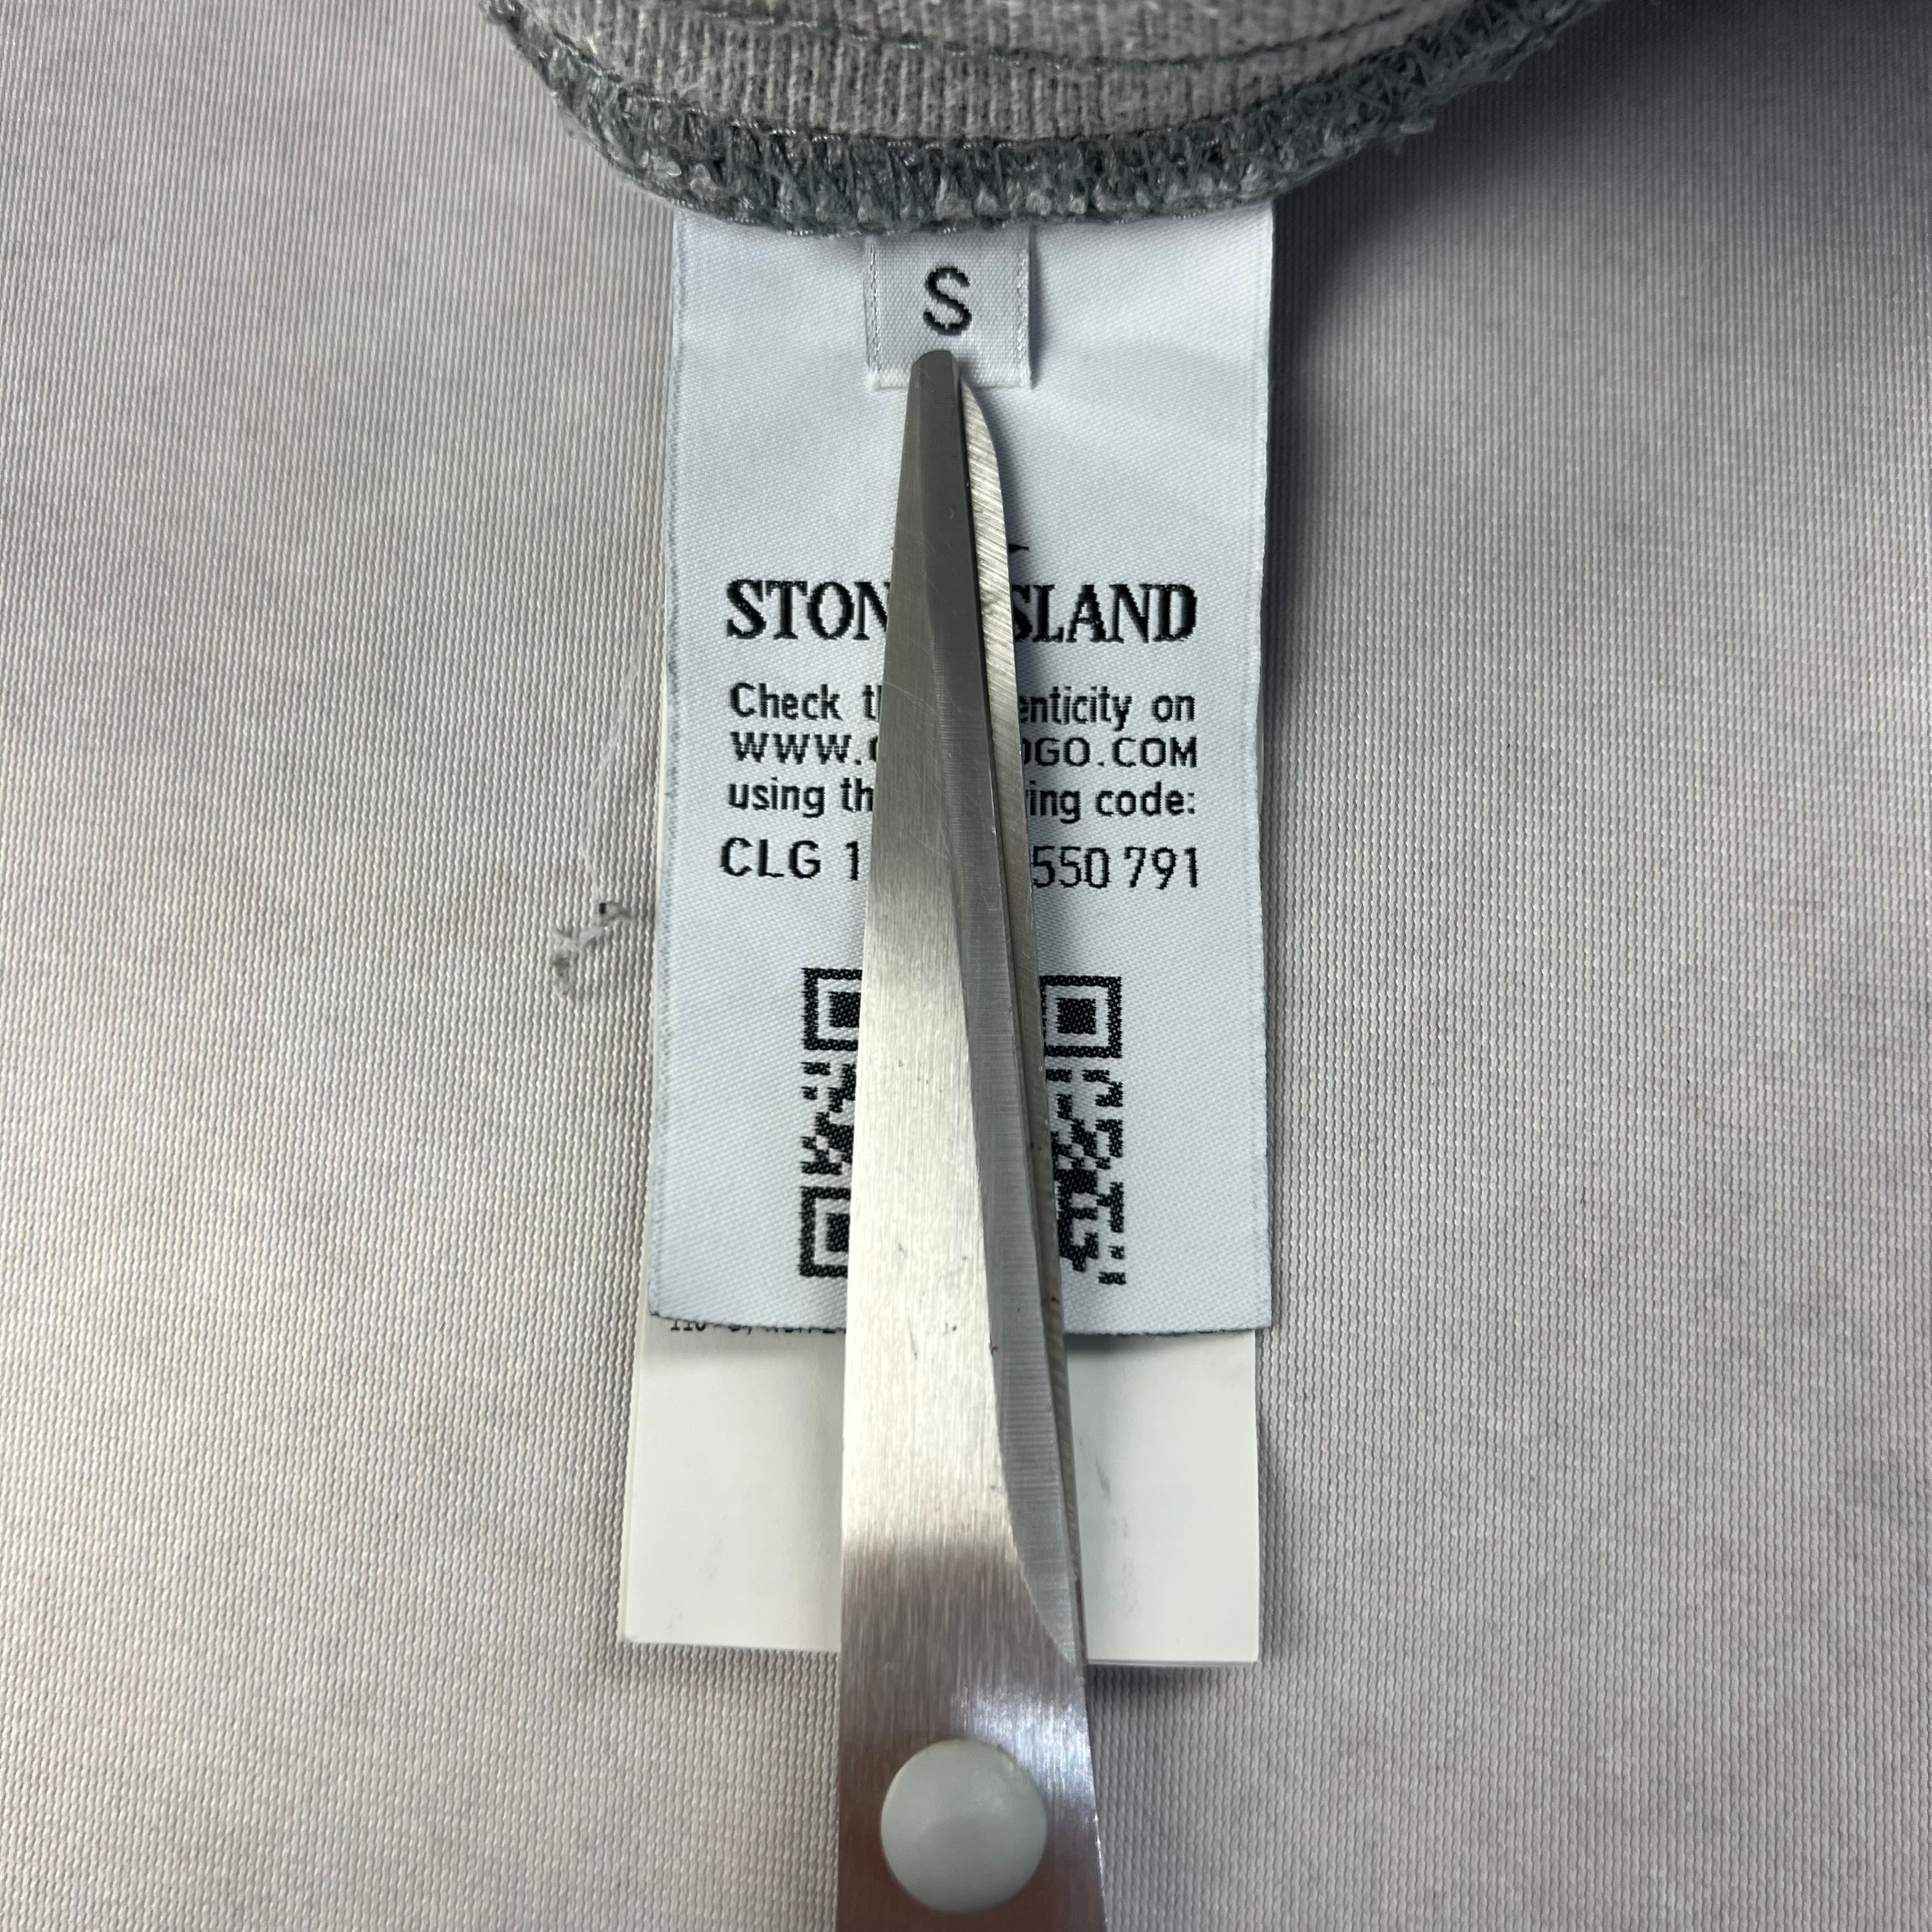 S
STON SLAND
Check enticity on
WWW. OGO.COM
using th ing code:
CLG 1 550 791